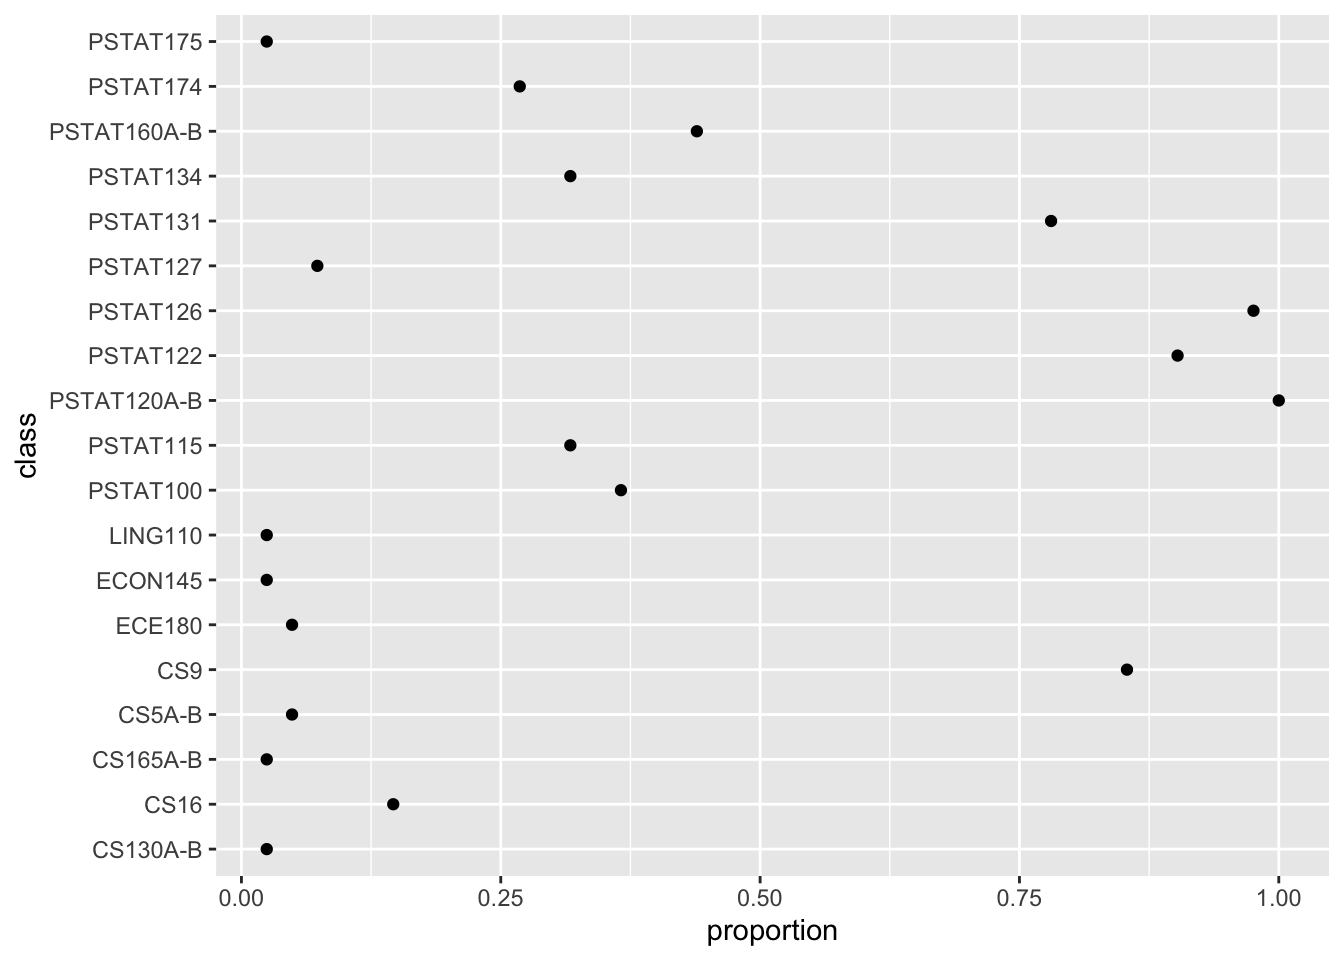 PSTAT175
PSTAT174
PSTAT160A-B
PSTAT134
PSTAT131
PSTAT127
PSTAT126
PSTAT122
PSTAT120A-B
PSTAT115
PSTAT100
LING110
ECON145
ECE180
CS9
CS5A-B
CS165A-B
CS16
CS130A-B
class
0.00 0.25 0.50 0.75 1.00
proportion